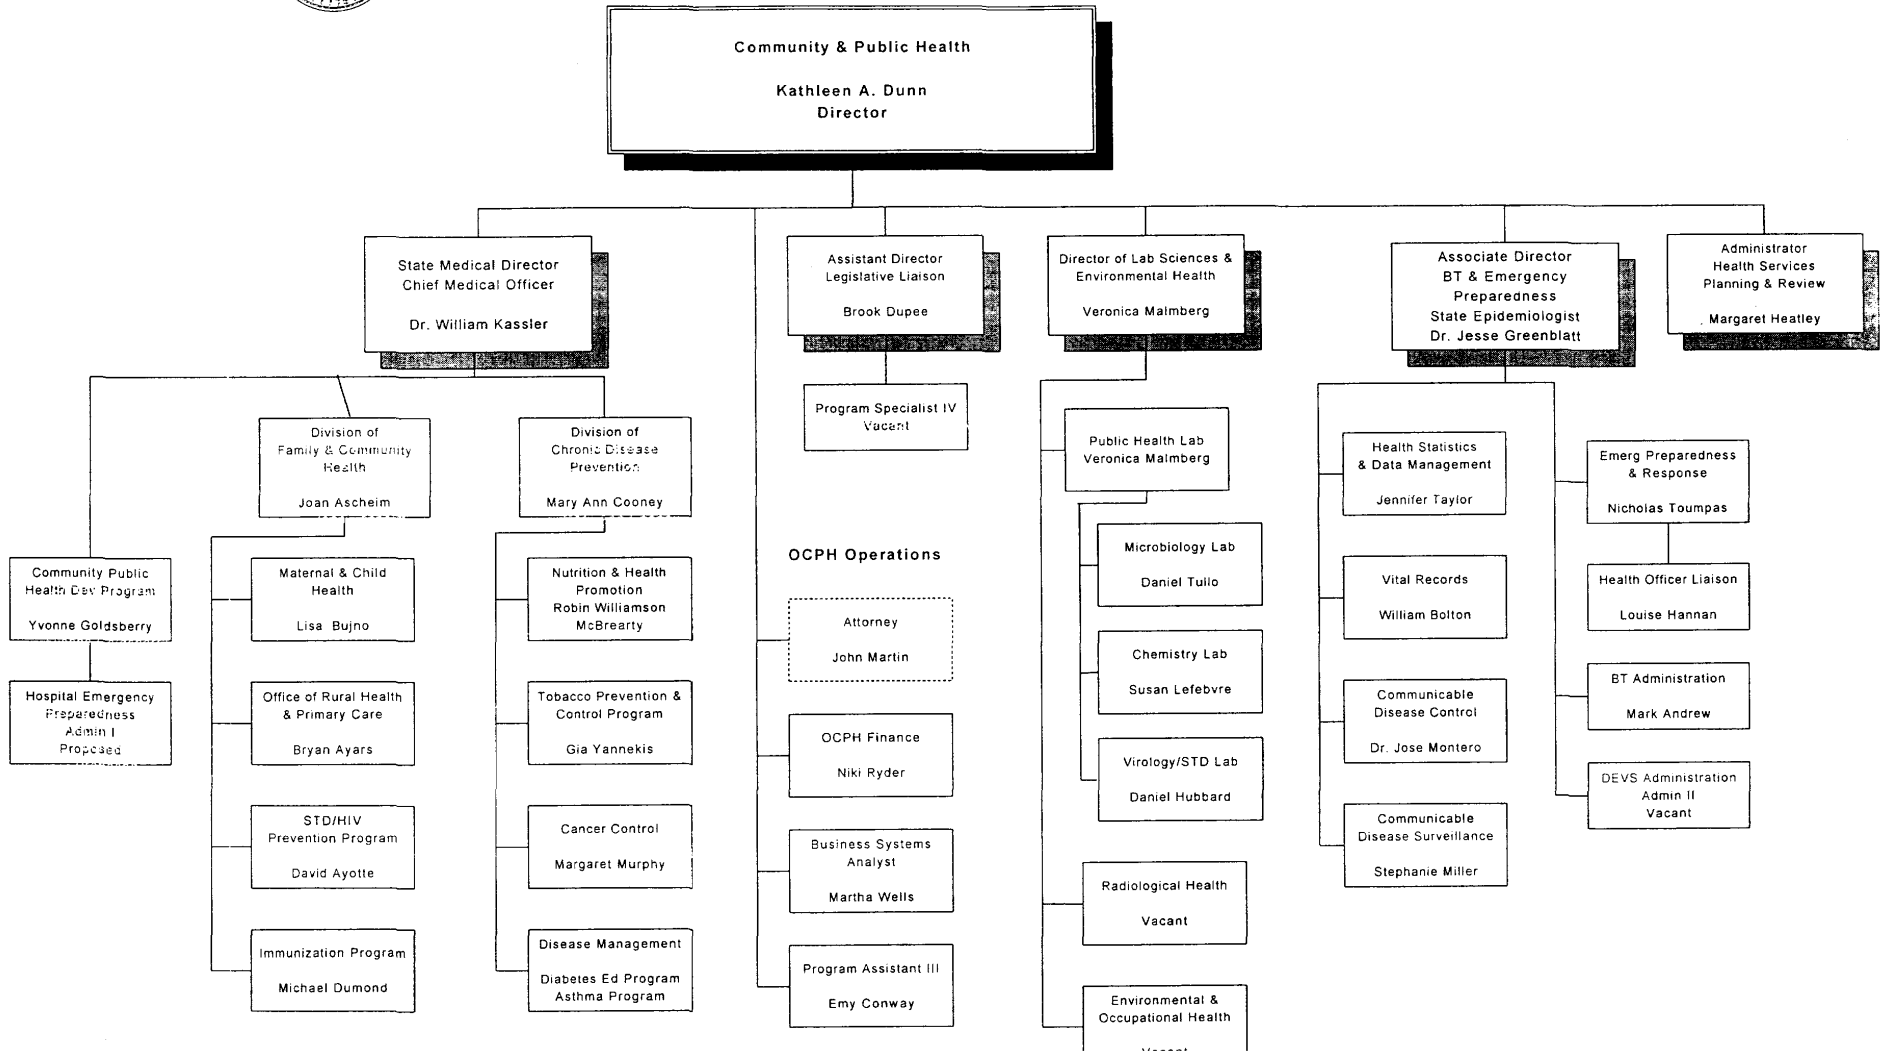 Community & Public Health
Kathleen A. Dunn
Director
State Medical Director
Chief Medical Officer
Dr. William Kassler
Assistant Director
Legislative Liaison
Brook Dupee
Director of Lab Sciences &
Environmental Health
Veronica Malmberg
Associate Director
BT & Emergency
Preparedness
State Epidemiologist
Dr. Jesse Greenblatt
Administrator
Health Services
Planning & Review
Margaret Heatley
Community Public
Health Dev Program
Yvonne Goldsberry
Hospital Emergency
Preparedness
Admin I
Proposed
Division of
Family & Community
Health
Joan Ascheim
Maternal & Child
Health
Lisa Bujno
Office of Rural Health
& Primary Care
Bryan Ayars
STD/HIV
Prevention Program
David Ayotte
Immunization Program
Michael Dumond
Division of
Chronic Disease
Prevention
Mary Ann Cooney
Nutrition & Health
Promotion
Robin Williamson
McBrearty
Tobacco Prevention &
Control Program
Gia Yannekis
Cancer Control
Margaret Murphy
Disease Management
Diabetes Ed Program
Asthma Program
Program Specialist IV
Vacant
OCPH Operations
Attorney
John Martin
OCPH Finance
Niki Ryder
Business Systems
Analyst
Martha Wells
Program Assistant III
Emy Conway
Public Health Lab
Veronica Malmberg
Microbiology Lab
Daniel Tullo
Chemistry Lab
Susan Lefebvre
Virology/STD Lab
Daniel Hubbard
Radiological Health
Vacant
Environmental &
Occupational Health
Vacant
Health Statistics
& Data Management
Jennifer Taylor
Vital Records
William Bolton
Communicable
Disease Control
Dr. Jose Montero
Communicable
Disease Surveillance
Stephanie Miller
Emerg Preparedness
& Response
Nicholas Toumpas
Health Officer Liaison
Louise Hannan
BT Administration
Mark Andrew
DEVS Administration
Admin II
Vacant